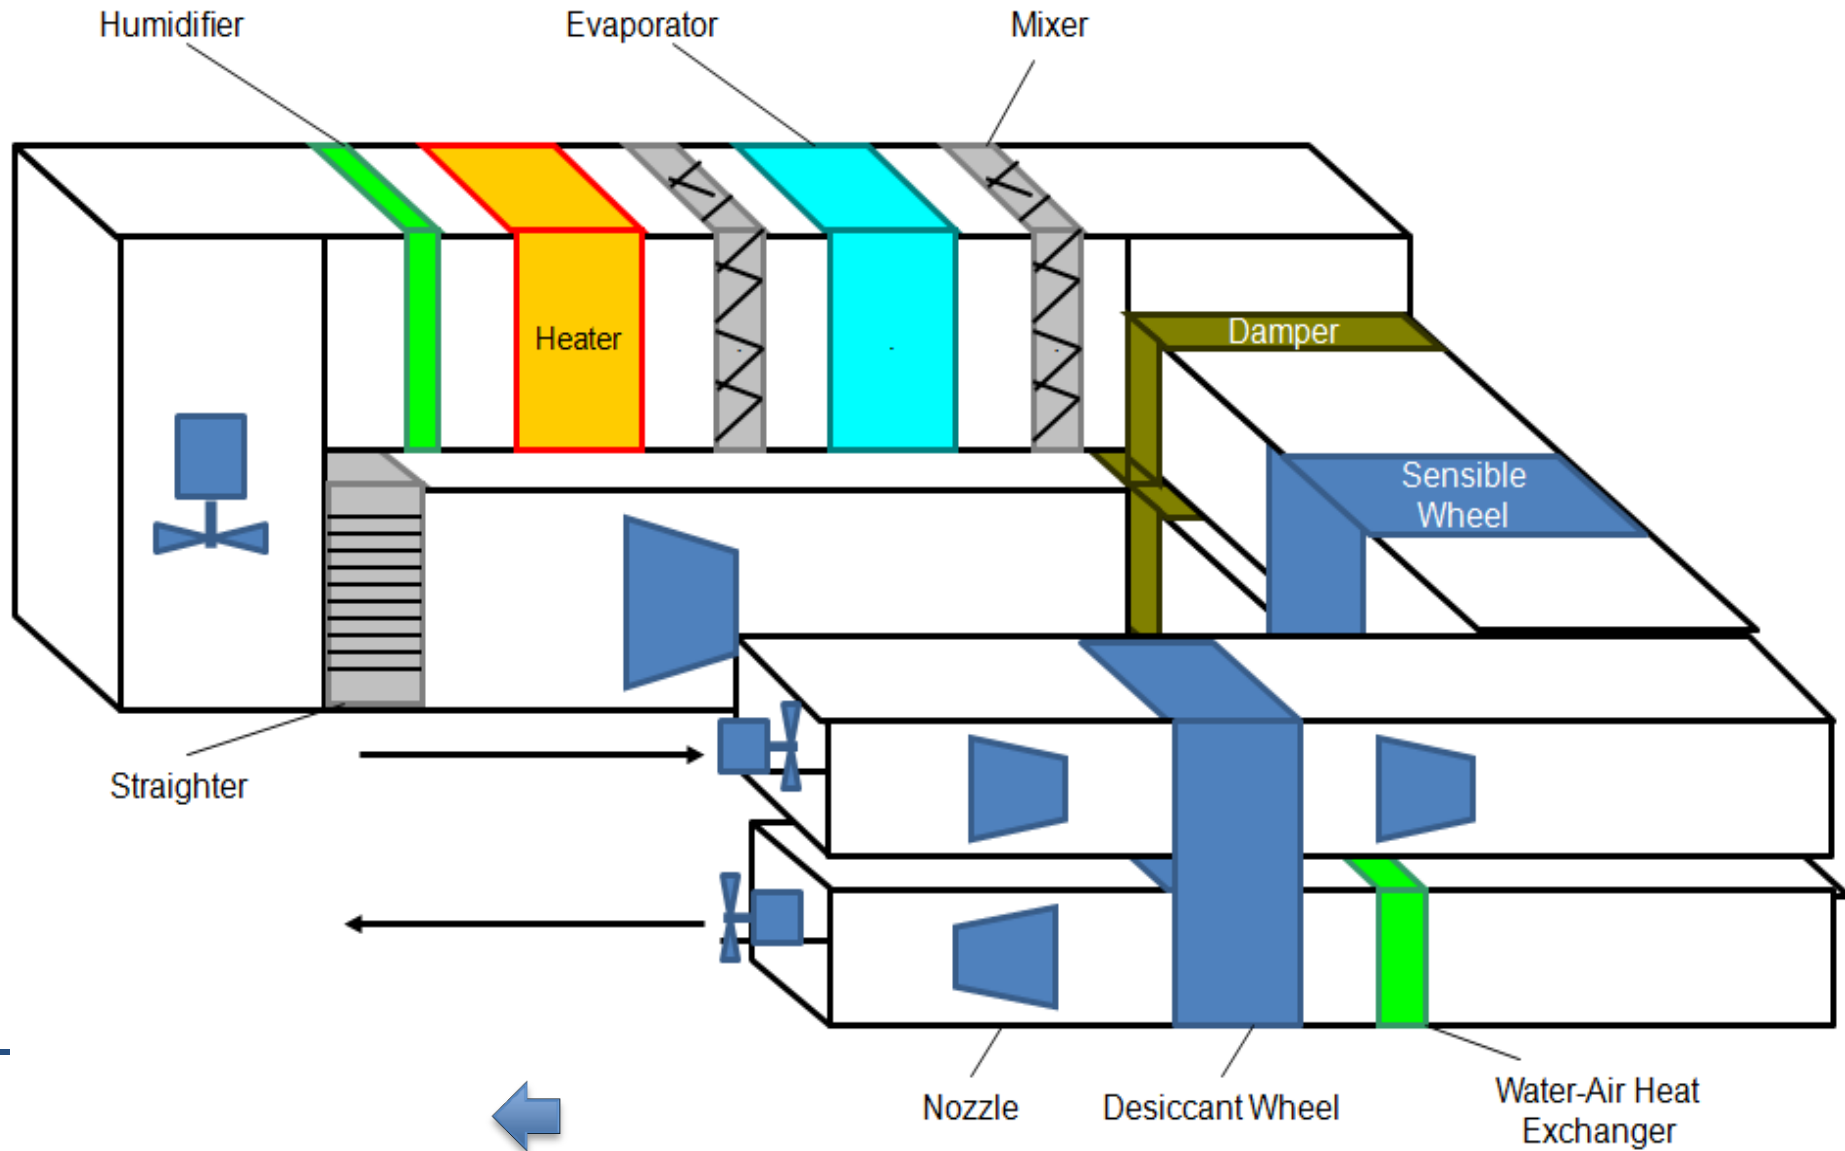 Humidifier
Evaporator
Mixer
Heater
Damper
Sensible
Wheel
Straighter
Nozzle
Desiccant Wheel
Water-Air Heat
Exchanger